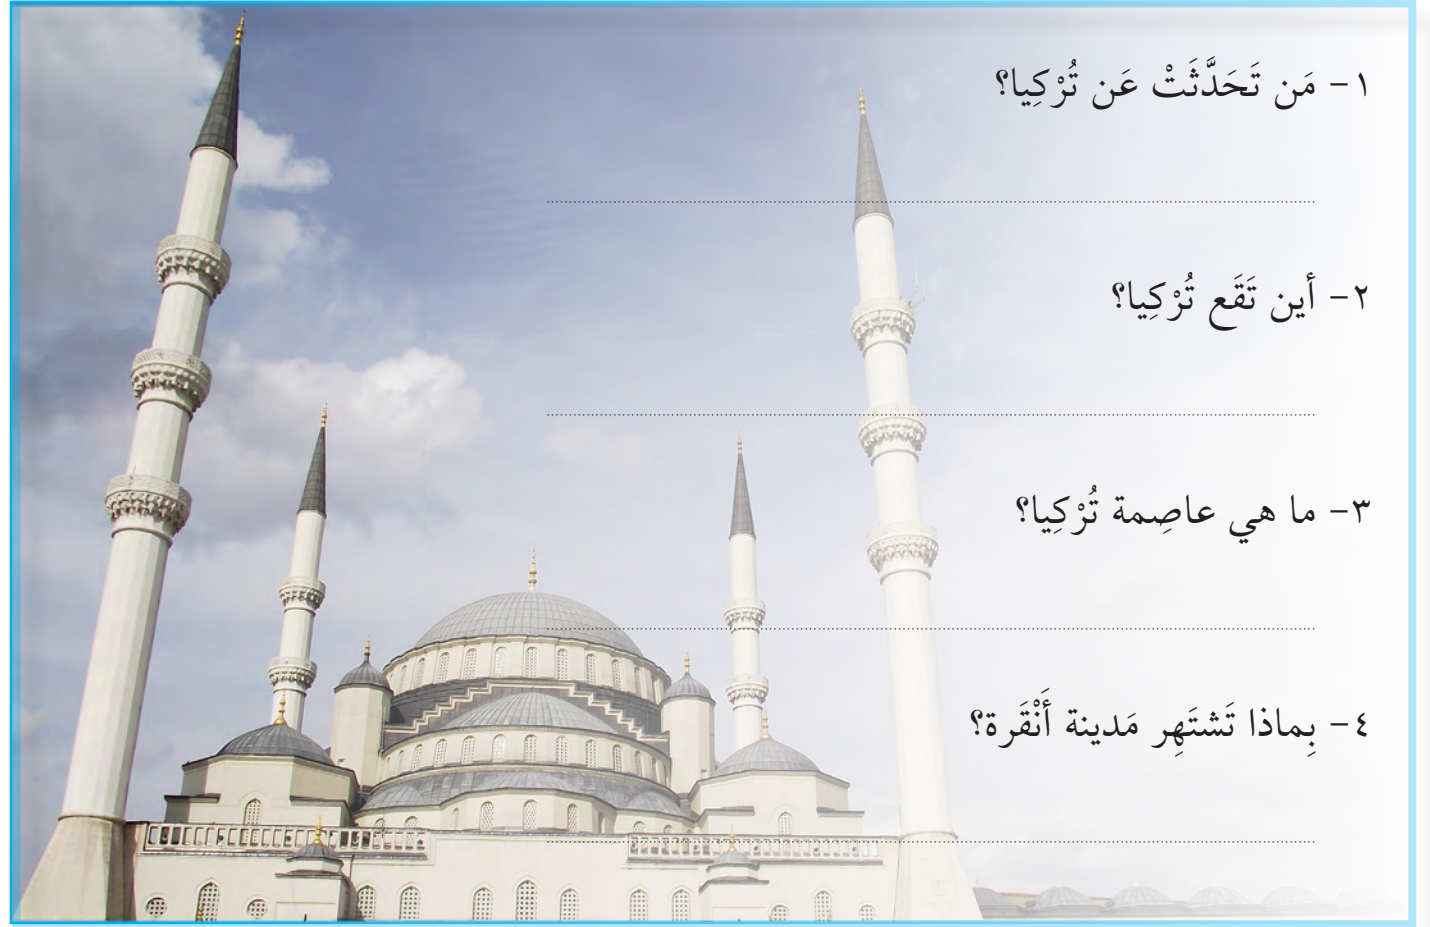 ١- مَن تَحَدَّثَتْ عَن تُرْكِيا؟
٢- أين تَقَع تُرْكِيا؟
٣- ما هي عاصِمة تُرْكِيا؟
٤- بِماذا تَشتَهِر مَدينة أَنْقَرة؟